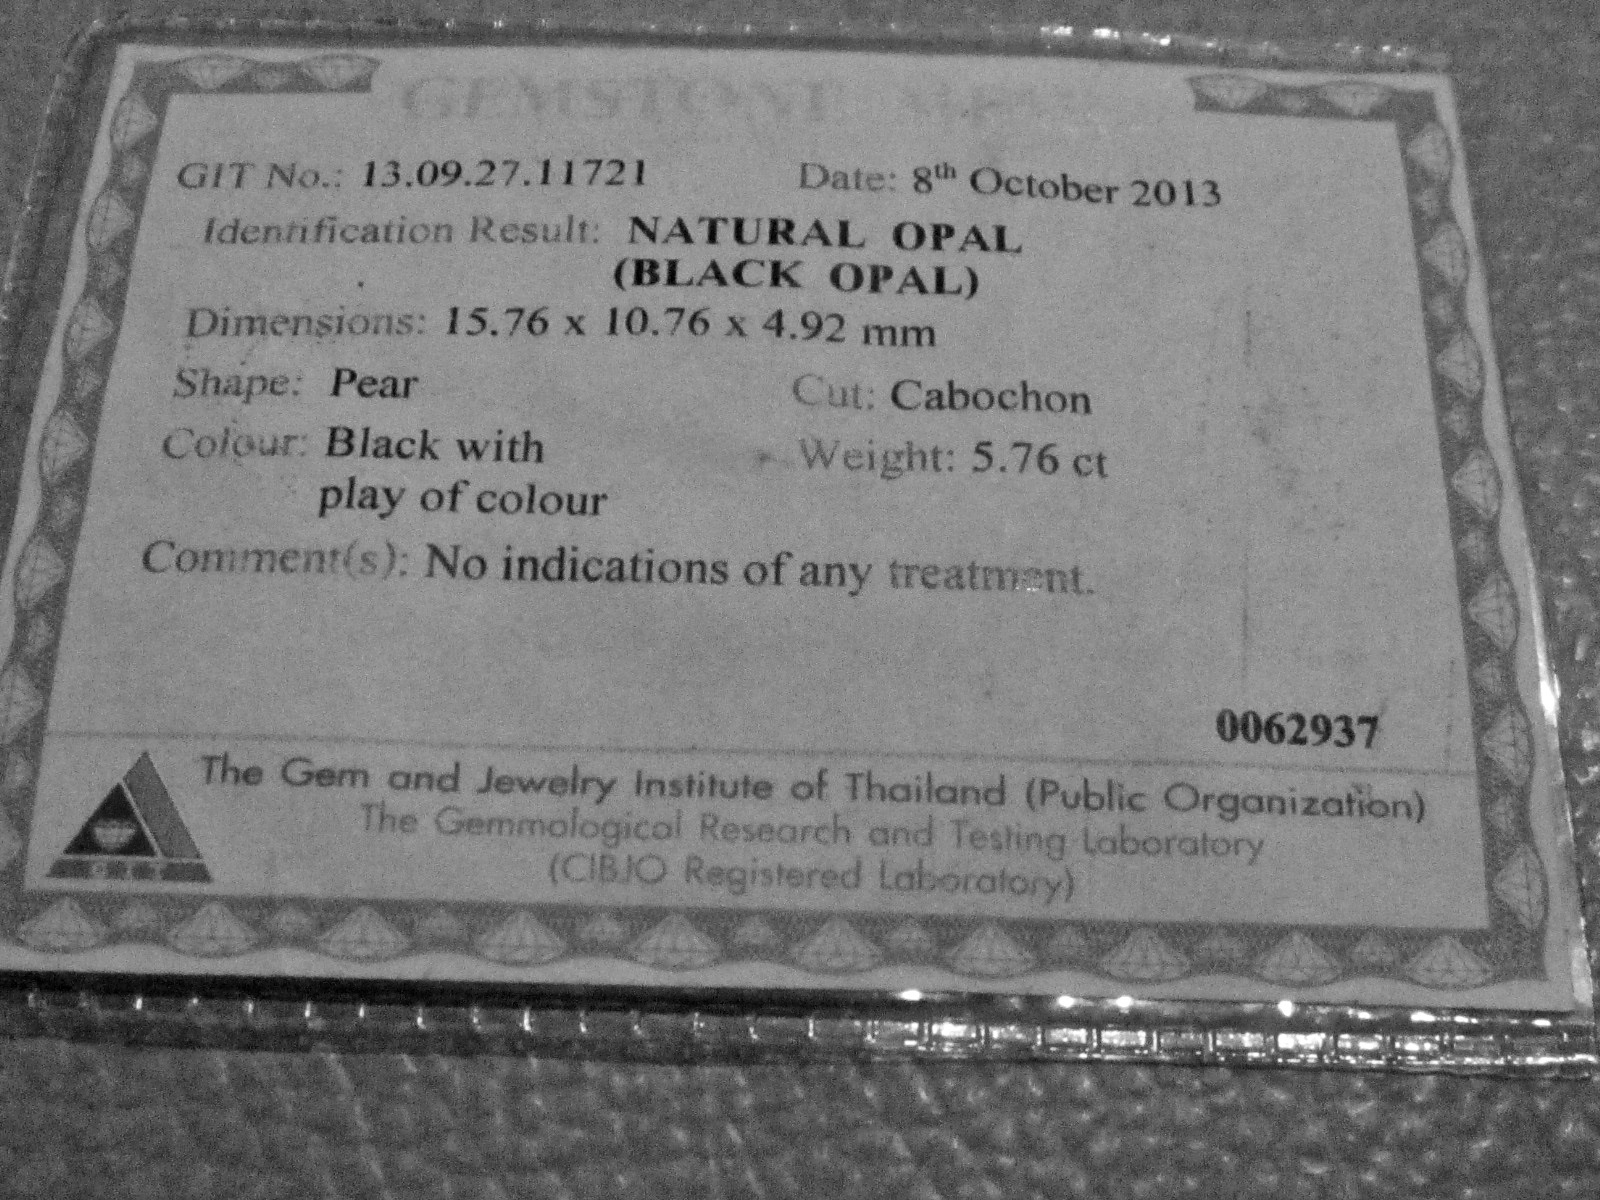 GEMSTONE
GIT No.: 13.09.27.11721 Date: 8th October 2013
Identification Result: NATURAL OPAL
(BLACK OPAL)
Dimensions: 15.76 x 10.76 x 4.92 mm
Shape: Pear Cut: Cabochon
Colour: Black with Weight: 5.76 ct
play of colour
Comment(s): No indications of any treatment.
0062937
The Gem and Jewelry Institute of Thailand (Public Organization)
The Gemmological Research and Testing Laboratory
(CIBJO Registered Laboratory)